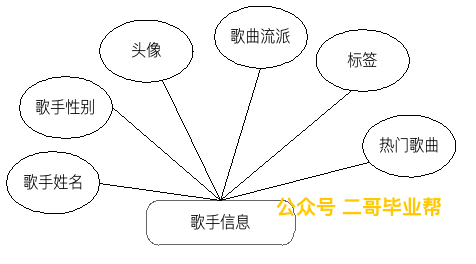 歌曲流派
头像
标签
歌手性别
热门歌曲
歌手姓名
公众号 二哥毕业帮
歌手信息